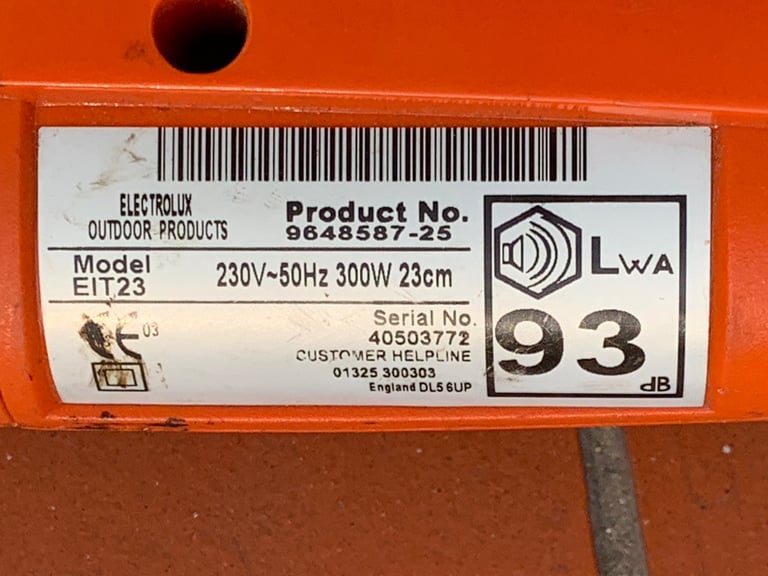 ELECTROLUX
OUTDOOR PRODUCTS
Product No.
9648587-25
Model
EIT23
230V~50Hz 300W 23cm
CE 03
Serial No.
40503772
CUSTOMER HELPLINE
01325 300303
England DL5 6UP
LWA
93
dB